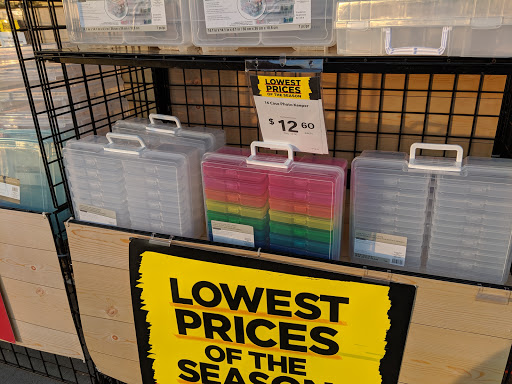 LOWEST
PRICES
OF THE SEASON
16 Case Photo Keeper
$12 60
LOWEST
PRICES
OF THE
SEASON